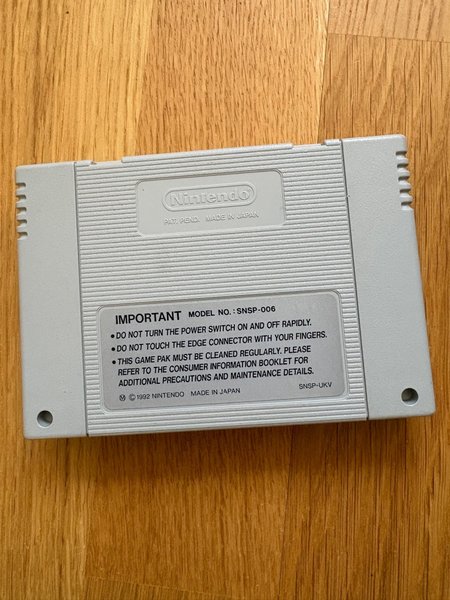 Nintendo
PAT. PEND. MADE IN JAPAN
IMPORTANT MODEL NO. : SNSP-006
● DO NOT TURN THE POWER SWITCH ON AND OFF RAPIDLY.
● DO NOT TOUCH THE EDGE CONNECTOR WITH YOUR FINGERS.
● THIS GAME PAK MUST BE CLEANED REGULARLY. PLEASE
REFER TO THE CONSUMER INFORMATION BOOKLET FOR
ADDITIONAL PRECAUTIONS AND MAINTENANCE DETAILS.
Ⓜ © 1992 NINTENDO MADE IN JAPAN SNSP-UKV